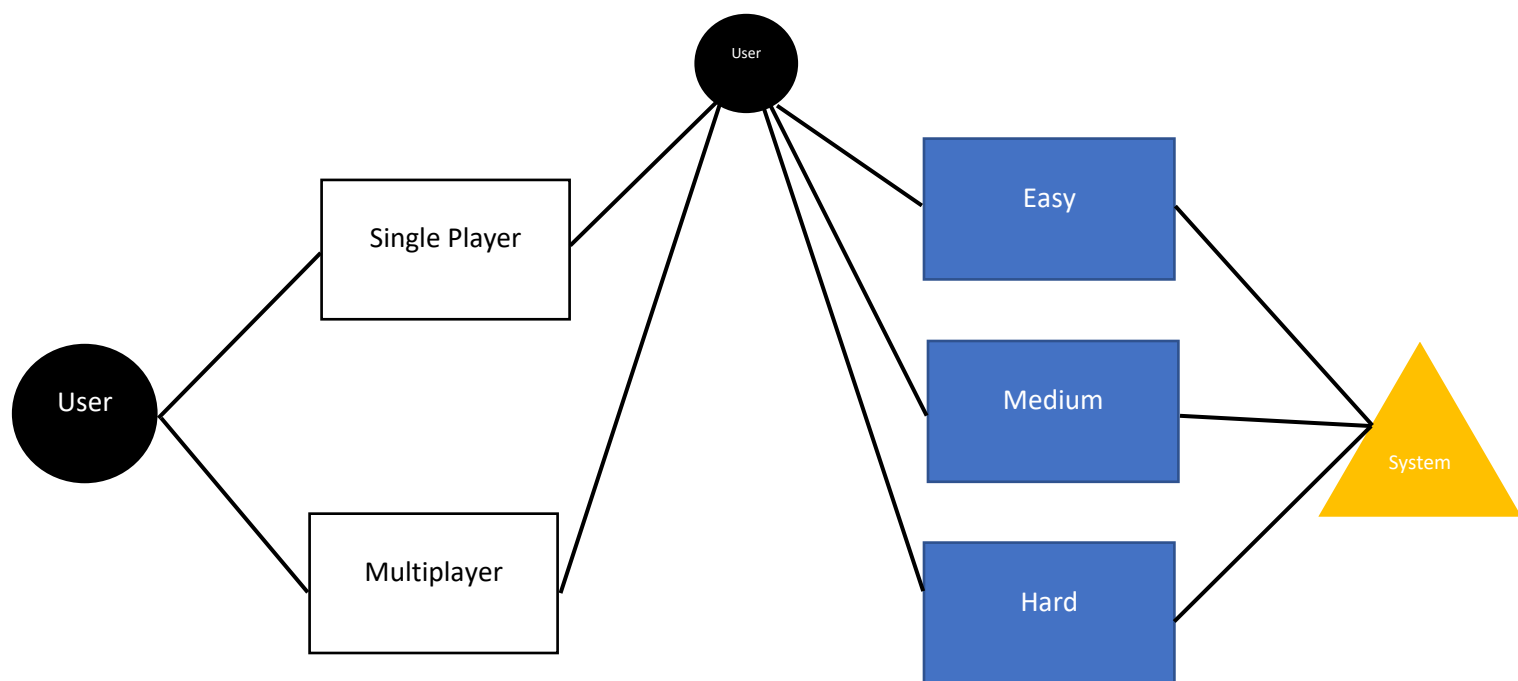 User
Easy
Single Player
User
Medium
System
Multiplayer
Hard